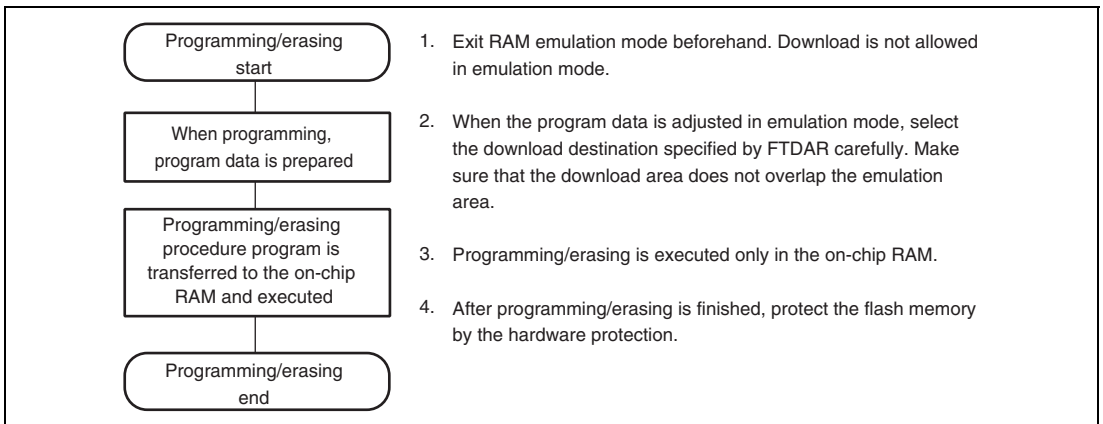 Programming/erasing
start
When programming,
program data is prepared
Programming/erasing
procedure program is
transferred to the on-chip
RAM and executed
Programming/erasing
end
1. Exit RAM emulation mode beforehand. Download is not allowed
in emulation mode.
2. When the program data is adjusted in emulation mode, select
the download destination specified by FTDAR carefully. Make
sure that the download area does not overlap the emulation
area.
3. Programming/erasing is executed only in the on-chip RAM.
4. After programming/erasing is finished, protect the flash memory
by the hardware protection.